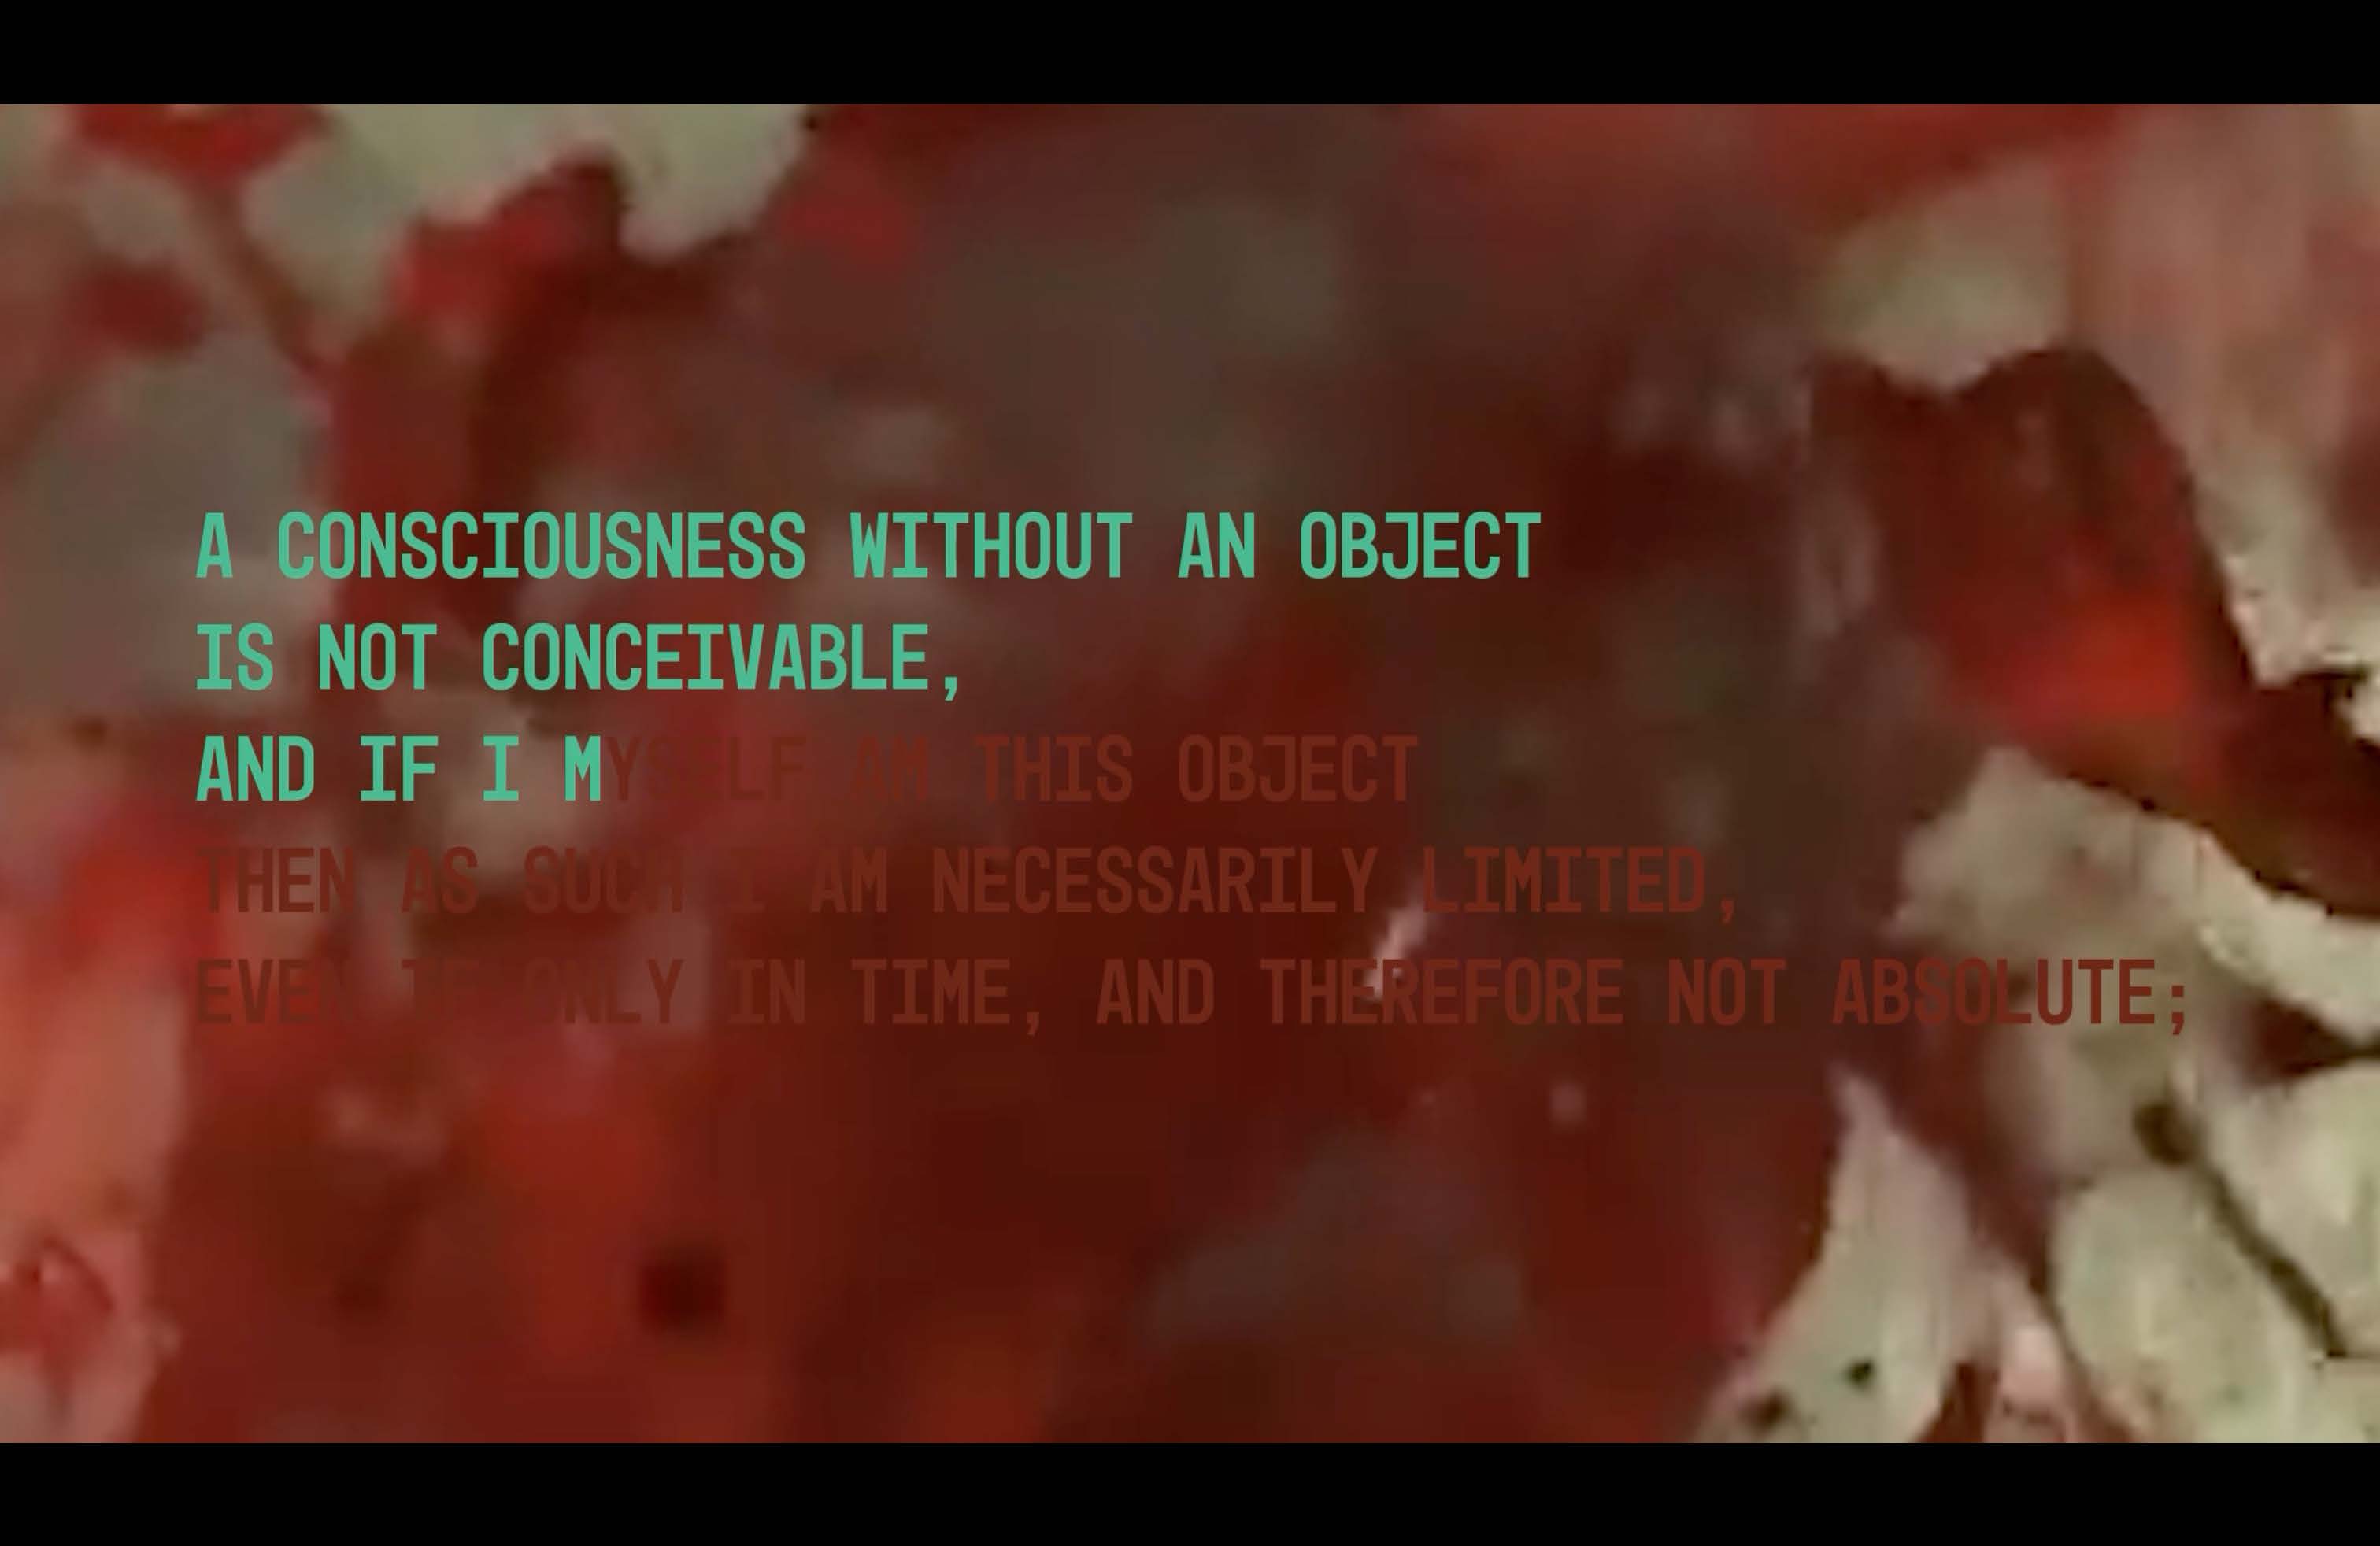 A CONSCIOUSNESS WITHOUT AN OBJECT
IS NOT CONCEIVABLE,
AND IF I MYSELF AM THIS OBJECT
THEN AS SUCH I AM NECESSARILY LIMITED,
EVEN IF ONLY IN TIME, AND THEREFORE NOT ABSOLUTE;